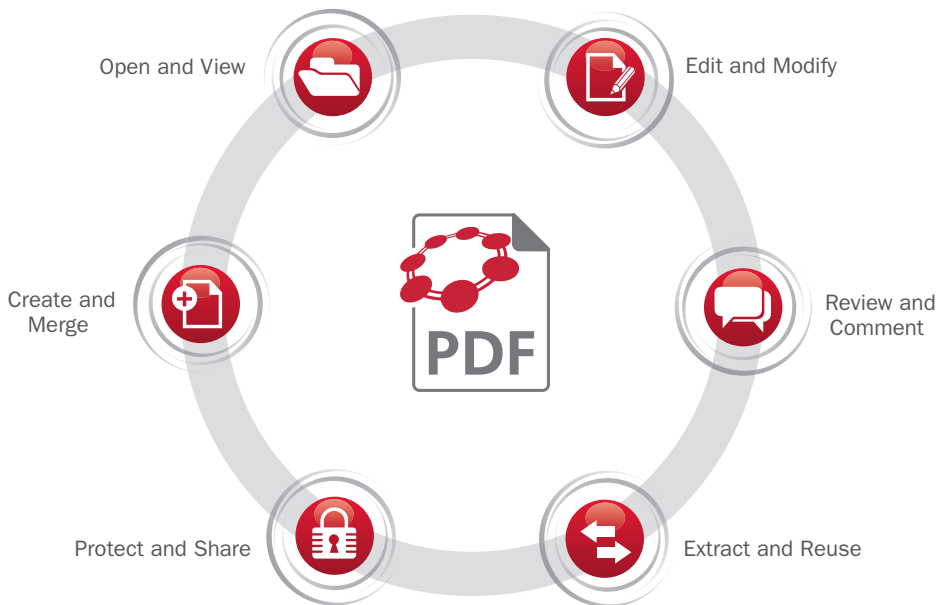 Open and View
Edit and Modify
Create and
Merge
PDF
Review and
Comment
Protect and Share
Extract and Reuse